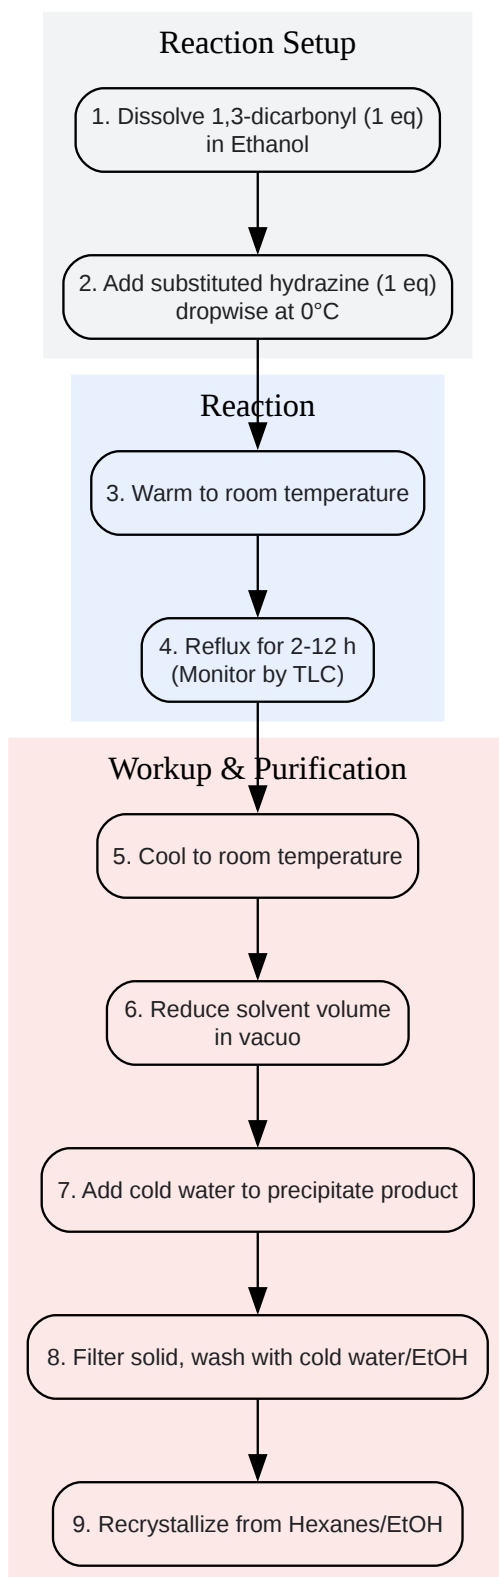 Reaction Setup
1. Dissolve 1,3-dicarbonyl (1 eq)
in Ethanol
2. Add substituted hydrazine (1 eq)
dropwise at 0°C
Reaction
3. Warm to room temperature
4. Reflux for 2-12 h
(Monitor by TLC)
Workup & Purification
5. Cool to room temperature
6. Reduce solvent volume
in vacuo
7. Add cold water to precipitate product
8. Filter solid, wash with cold water/EtOH
9. Recrystallize from Hexanes/EtOH